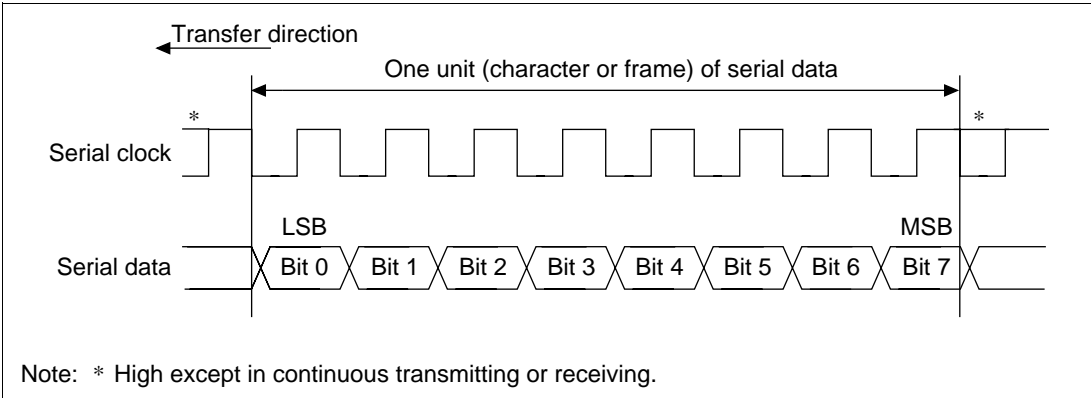 Transfer direction
One unit (character or frame) of serial data
* *
Serial clock
LSB MSB
Serial data Bit 0 Bit 1 Bit 2 Bit 3 Bit 4 Bit 5 Bit 6 Bit 7
Note: * High except in continuous transmitting or receiving.